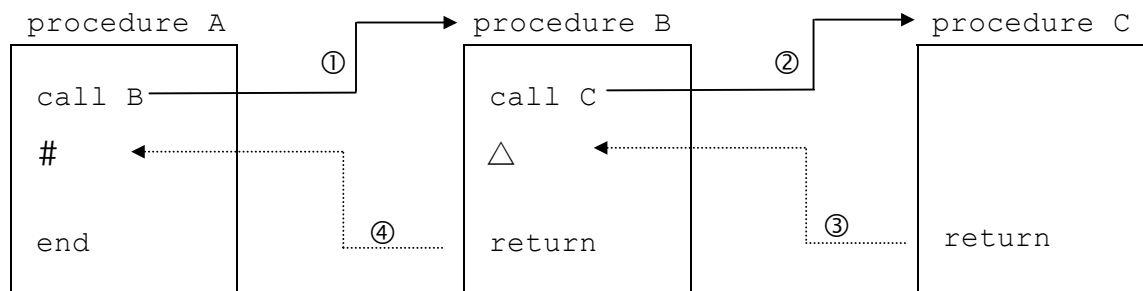 procedure A procedure B procedure C
① ②
call B call C
# △
④ ③
end return return